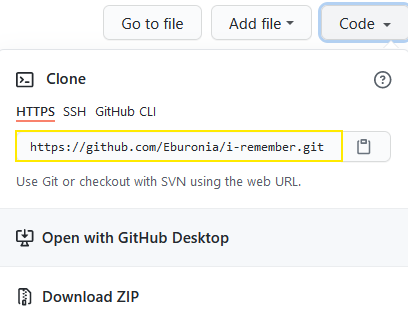 Go to file Add file Code
Clone
HTTPS SSH GitHub CLI
https://github.com/Eburonia/i-remember.git
Use Git or checkout with SVN using the web URL.
Open with GitHub Desktop
Download ZIP